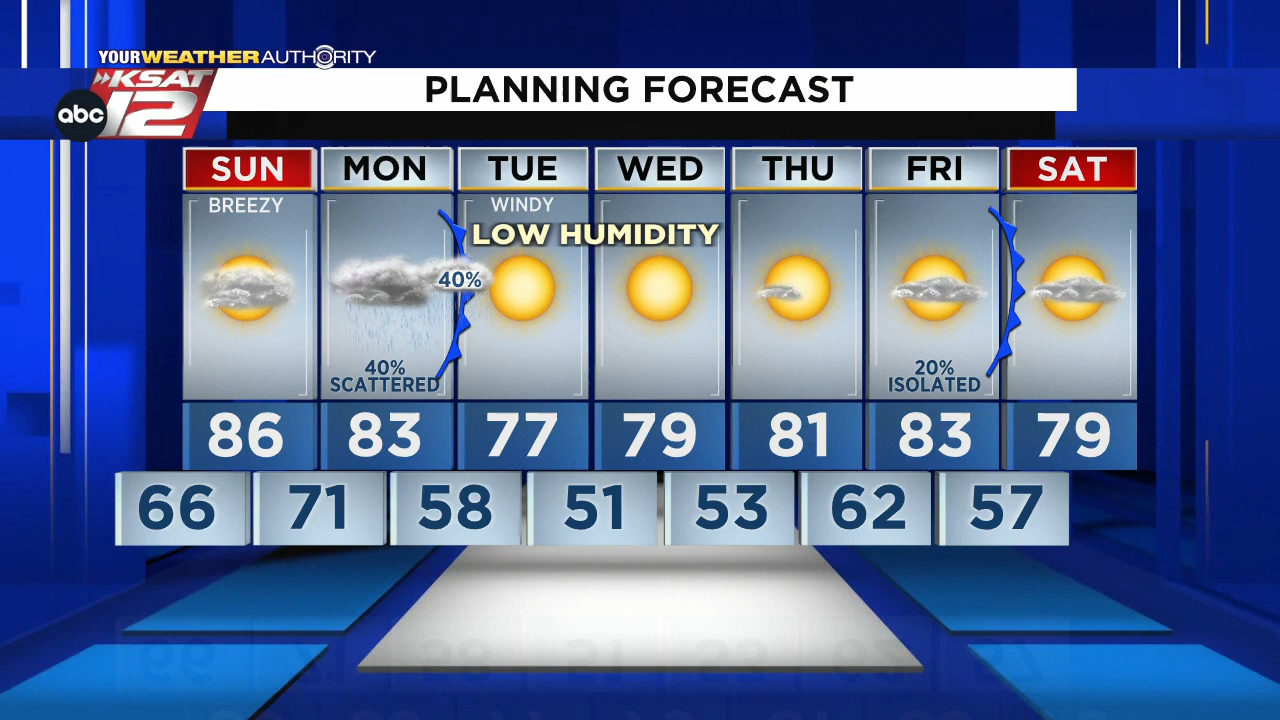 YOURWEATHERAUTHORITY
KSAT
abc 12
PLANNING FORECAST
SUN MON TUE WED THU FRI SAT
BREEZY WINDY
LOW HUMIDITY
40%
40% 20%
SCATTERED ISOLATED
86 83 77 79 81 83 79
66 71 58 51 53 62 57